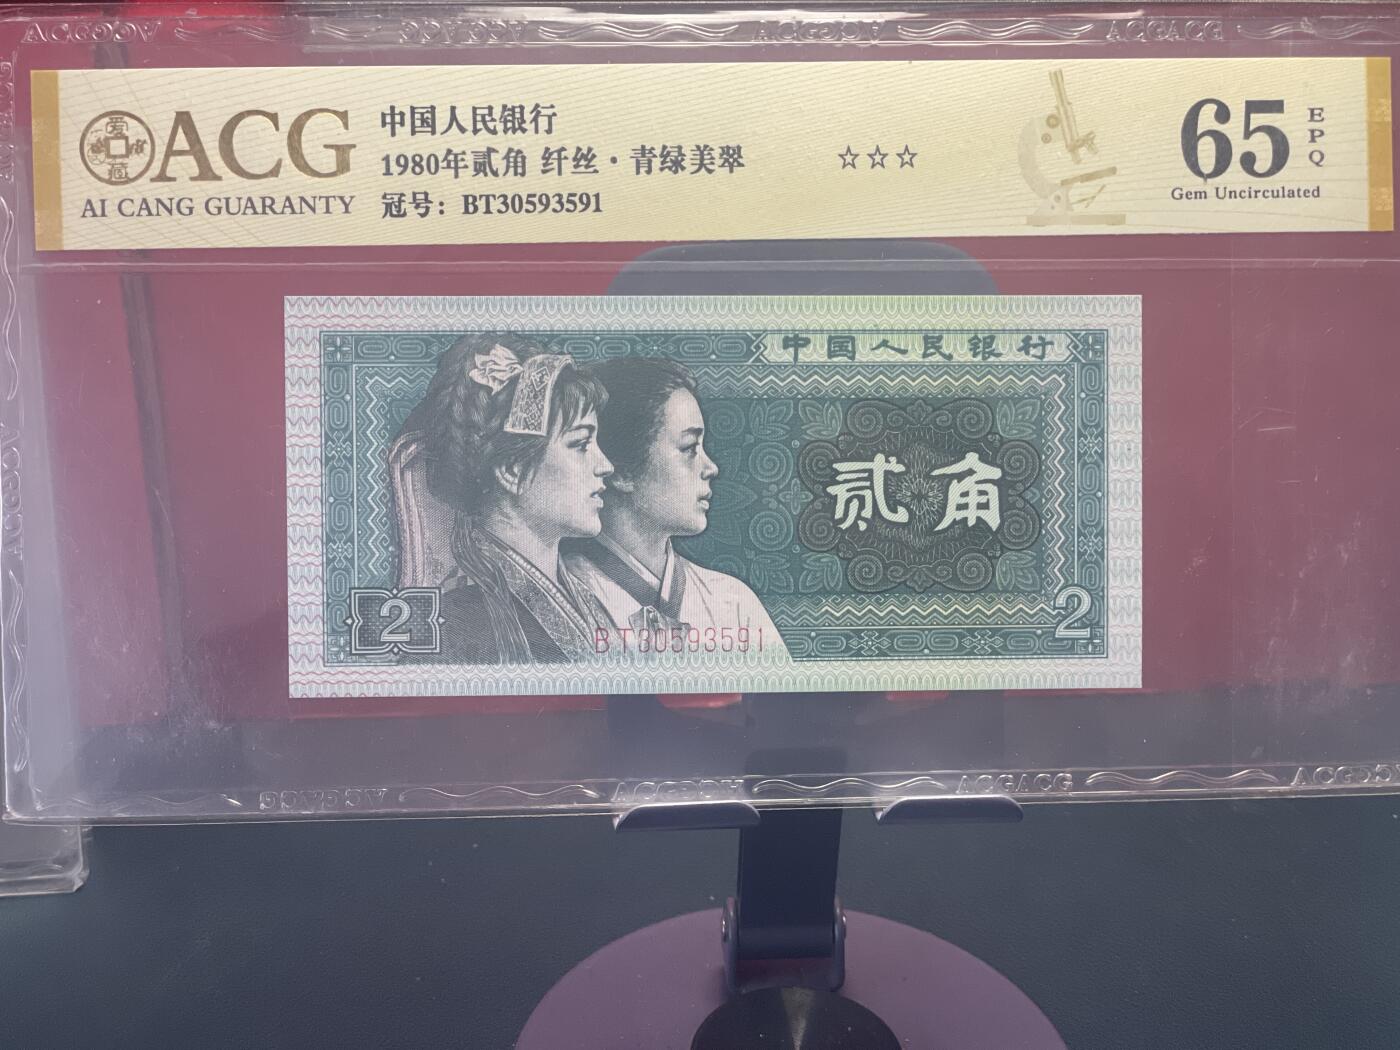 ACG
AI CANG GUARANTY
中国人民银行
1980年贰角 纤丝·青绿美翠
冠号：BT30593591
☆☆☆
65
EPQ
Gem Uncirculated
中国人民银行
贰角
2
2
BT30593591
ACGACG